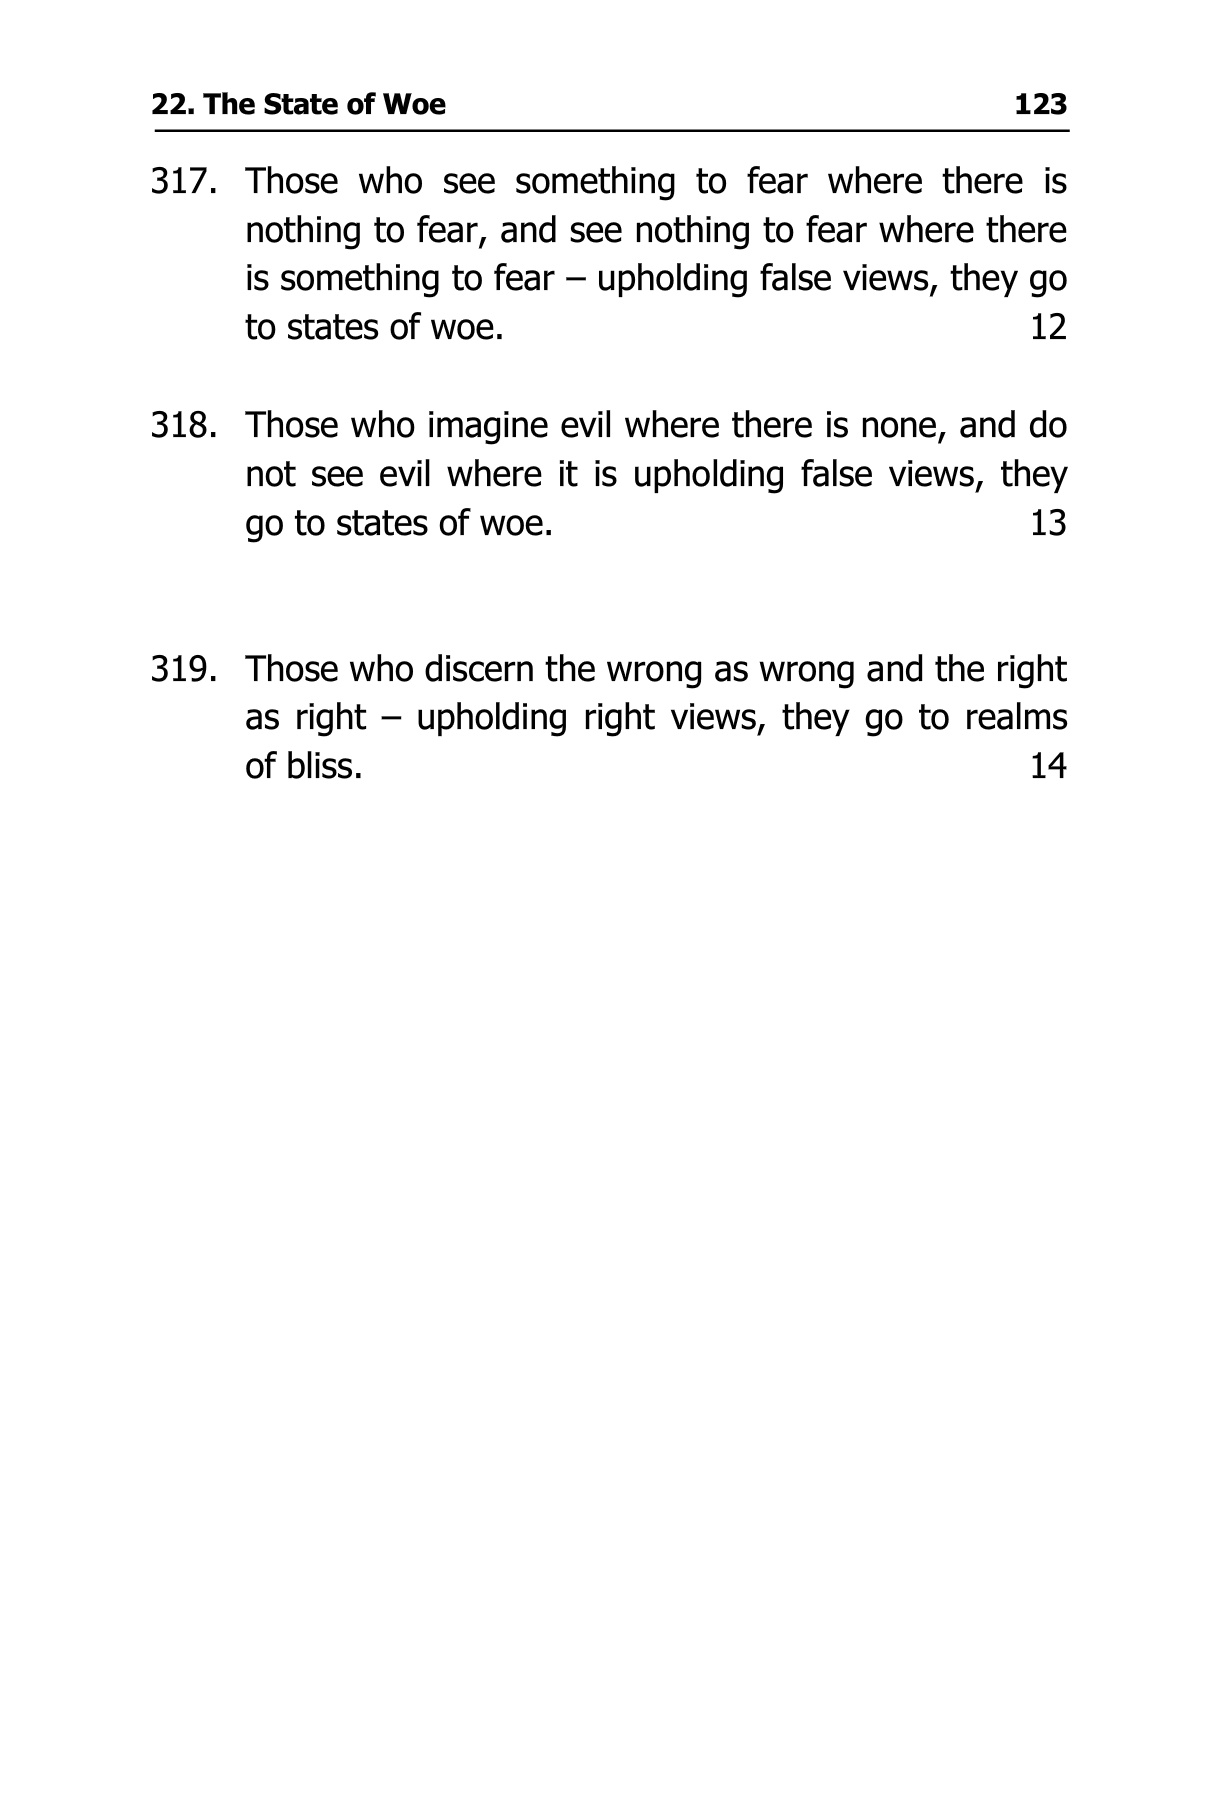 22. The State of Woe 123
317. Those who see something to fear where there is
nothing to fear, and see nothing to fear where there
is something to fear – upholding false views, they go
to states of woe. 12
318. Those who imagine evil where there is none, and do
not see evil where it is upholding false views, they
go to states of woe. 13
319. Those who discern the wrong as wrong and the right
as right – upholding right views, they go to realms
of bliss. 14